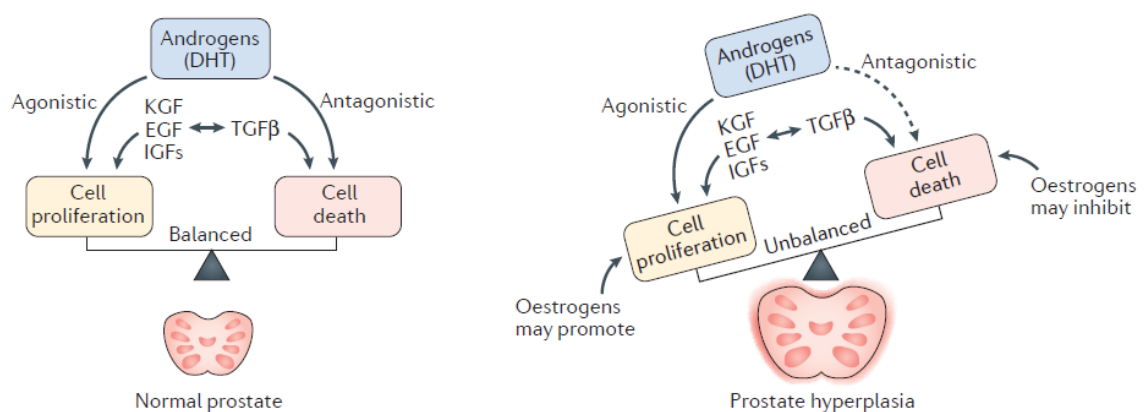 Androgens
(DHT)
Agonistic
Antagonistic
KGF
EGF
IGFs
TGFβ
Cell
proliferation
Cell
death
Balanced
Normal prostate
Androgens
(DHT)
Antagonistic
Agonistic
KGF
EGF
IGFs
TGFβ
Cell
death
Oestrogens
may inhibit
Cell
proliferation
Unbalanced
Oestrogens
may promote
Prostate hyperplasia